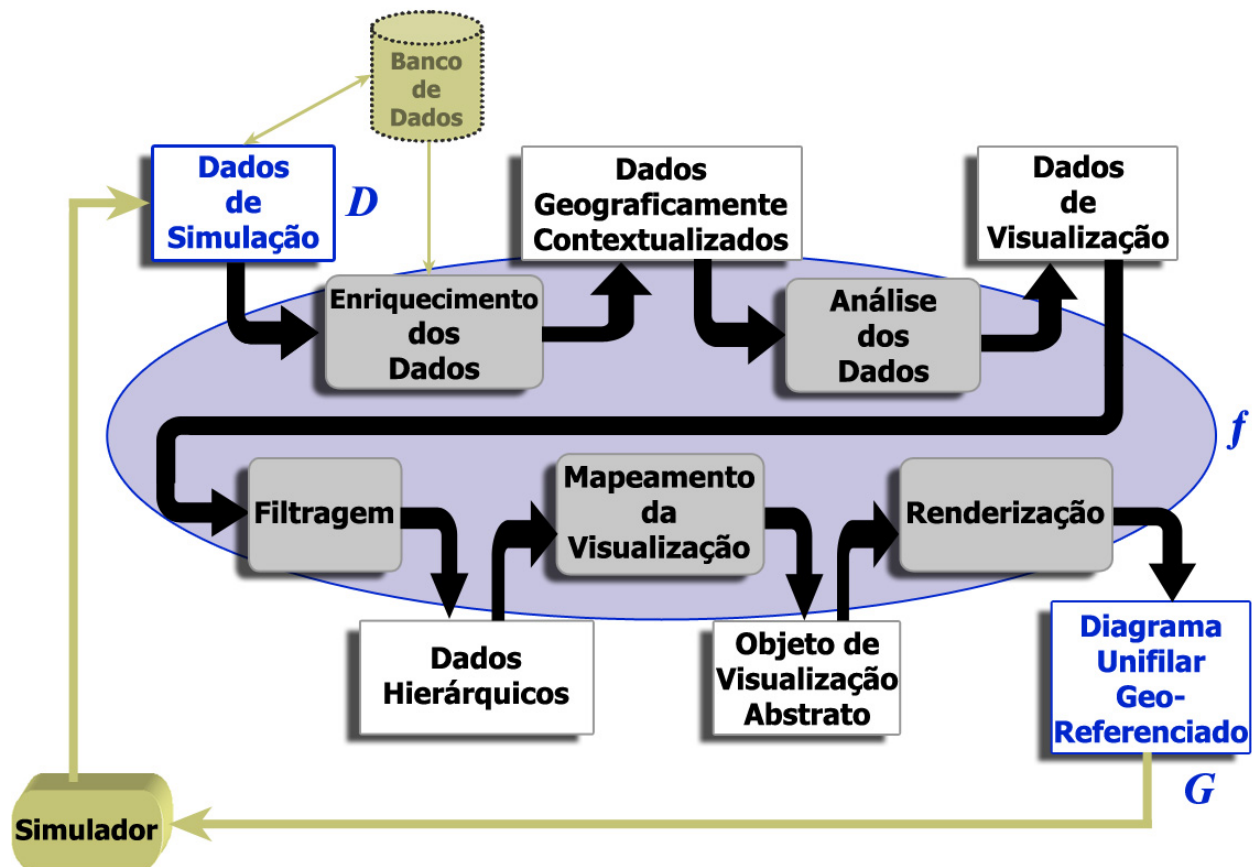 Banco
de
Dados
Dados
de
Simulação
D
Dados
Geograficamente
Contextualizados
Dados
de
Visualização
Enriquecimento
dos
Dados
Análise
dos
Dados
f
Filtragem
Mapeamento
da
Visualização
Renderização
Dados
Hierárquicos
Objeto de
Visualização
Abstrato
Diagrama
Unifilar
Geo-
Referenciado
G
Simulador